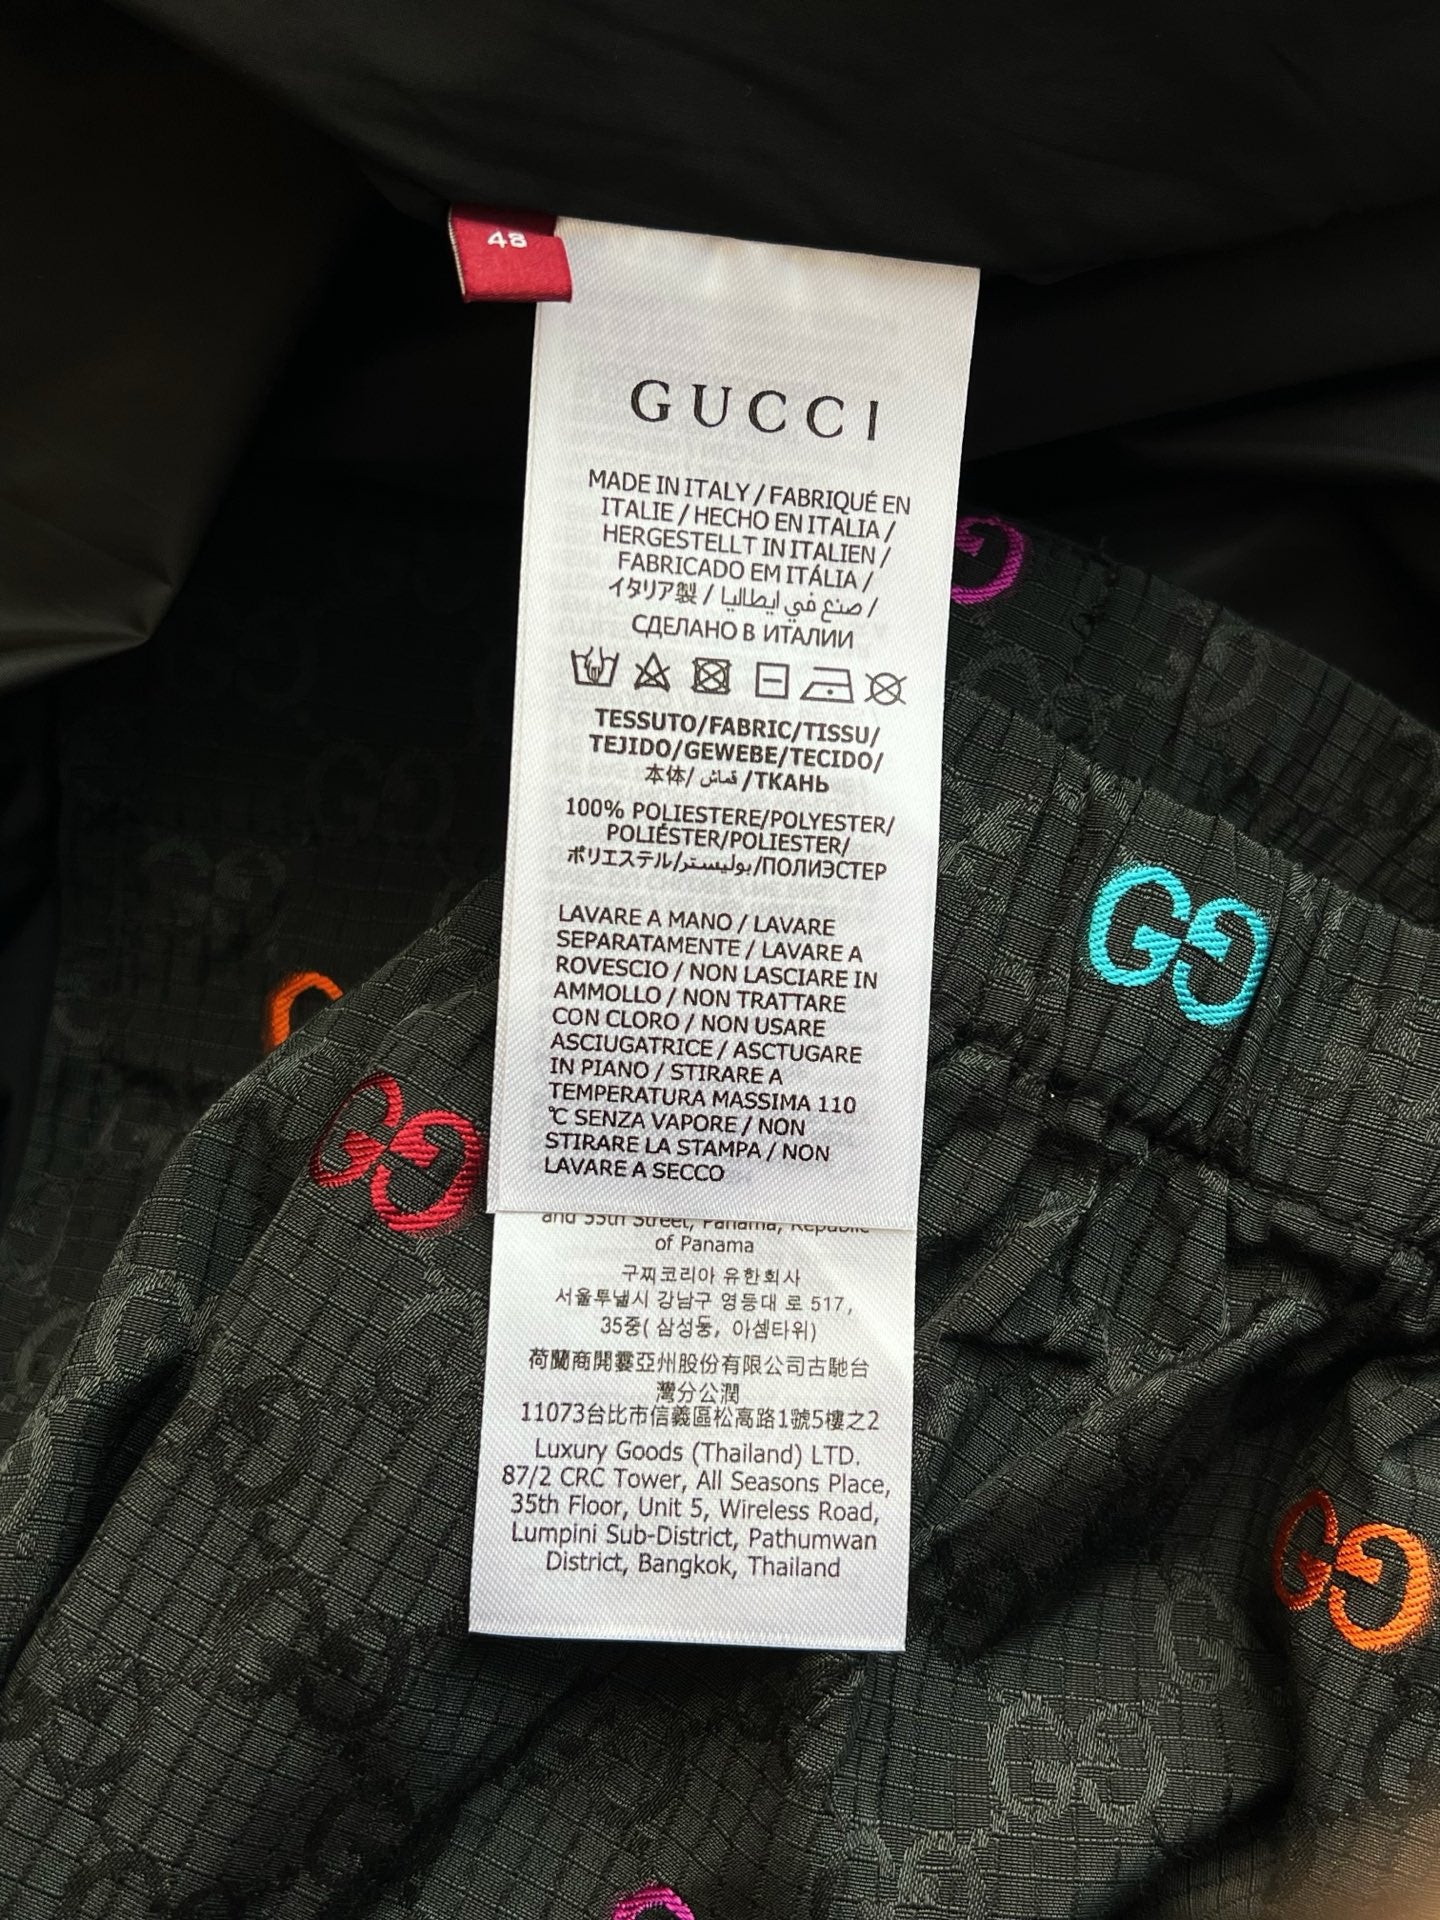 48
GUCCI
MADE IN ITALY / FABRIQUÉ EN
ITALIE / HECHO EN ITALIA /
HERGESTELLT IN ITALIEN /
FABRICADO EM ITÁLIA /
イタリア製 / صنع في ايطاليا /
СДЕЛАНО В ИТАЛИИ
TESSUTO/FABRIC/TISSU/
TEJIDO/GEWEBE/TECIDO/
本体/ قماش /ТКАНЬ
100% POLIESTERE/POLYESTER/
POLIÉSTER/POLIESTER/
ポリエステル/بوليستر/ПОЛИЭСТЕР
LAVARE A MANO / LAVARE
SEPARATAMENTE / LAVARE A
ROVESCIO / NON LASCIARE IN
AMMOLLO / NON TRATTARE
CON CLORO / NON USARE
ASCIUGATRICE / ASCTUGARE
IN PIANO / STIRARE A
TEMPERATURA MASSIMA 110
℃ SENZA VAPORE / NON
STIRARE LA STAMPA / NON
LAVARE A SECCO
and 55th Street, Panama, Republic
of Panama
구찌코리아 유한회사
서울투낼시 강남구 영등대 로 517,
35중( 삼성둥, 아셈타위)
荷蘭商開雲亞州股份有限公司古馳台
灣分公潤
11073台比市信義區松高路1號5樓之2
Luxury Goods (Thailand) LTD.
87/2 CRC Tower, All Seasons Place,
35th Floor, Unit 5, Wireless Road,
Lumpini Sub-District, Pathumwan
District, Bangkok, Thailand